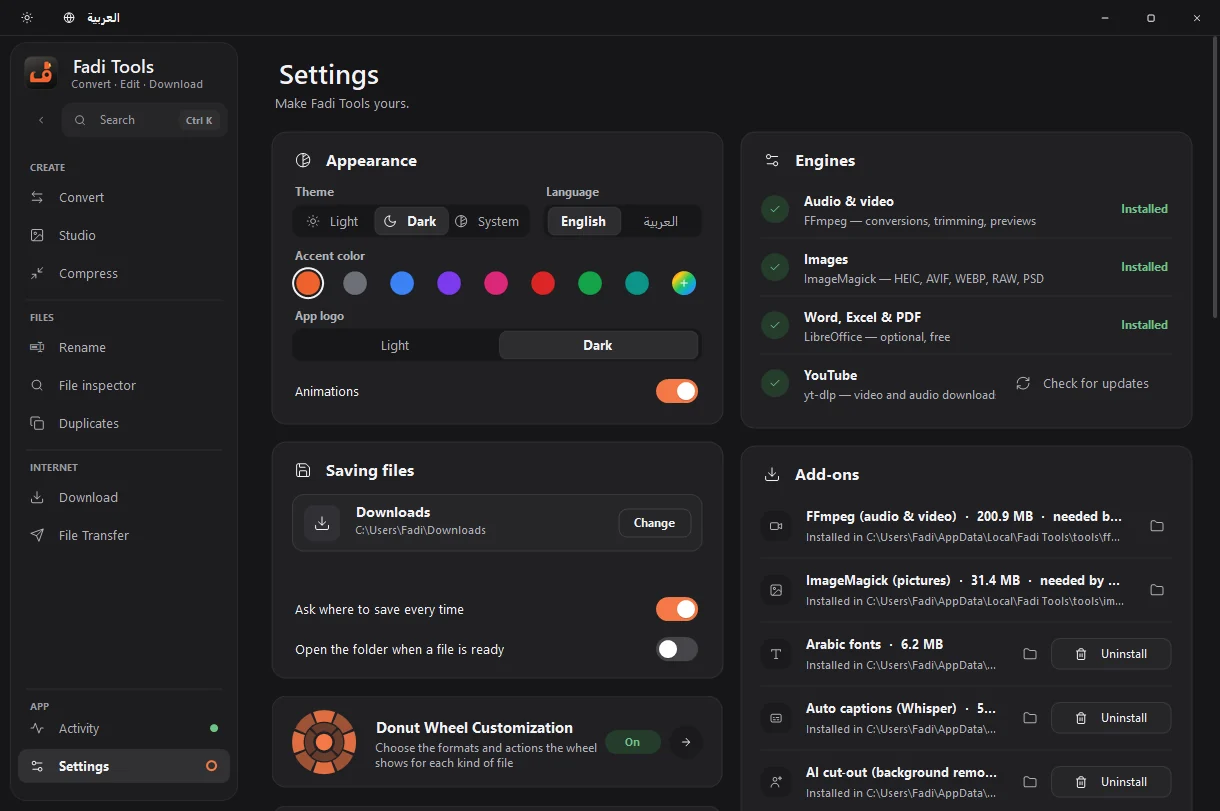 العربية
Fadi Tools
Convert · Edit · Download
Search
Ctrl K
CREATE
Convert
Studio
Compress
FILES
Rename
File inspector
Duplicates
INTERNET
Download
File Transfer
APP
Activity
Settings
Settings
Make Fadi Tools yours.
Appearance
Theme
Light
Dark
System
Language
English
العربية
Accent color
App logo
Light
Dark
Animations
Saving files
Downloads
C:\Users\Fadi\Downloads
Change
Ask where to save every time
Open the folder when a file is ready
Donut Wheel Customization
Choose the formats and actions the wheel
shows for each kind of file
On
Engines
Audio & video
FFmpeg — conversions, trimming, previews
Installed
Images
ImageMagick — HEIC, AVIF, WEBP, RAW, PSD
Installed
Word, Excel & PDF
LibreOffice — optional, free
Installed
YouTube
yt-dlp — video and audio download
Check for updates
Add-ons
FFmpeg (audio & video) · 200.9 MB · needed b...
Installed in C:\Users\Fadi\AppData\Local\Fadi Tools\tools\ff...
ImageMagick (pictures) · 31.4 MB · needed by ...
Installed in C:\Users\Fadi\AppData\Local\Fadi Tools\tools\im...
Arabic fonts · 6.2 MB
Installed in C:\Users\Fadi\AppData\...
Uninstall
Auto captions (Whisper) · 5...
Installed in C:\Users\Fadi\AppData\...
Uninstall
AI cut-out (background remo...
Installed in C:\Users\Fadi\AppData\...
Uninstall